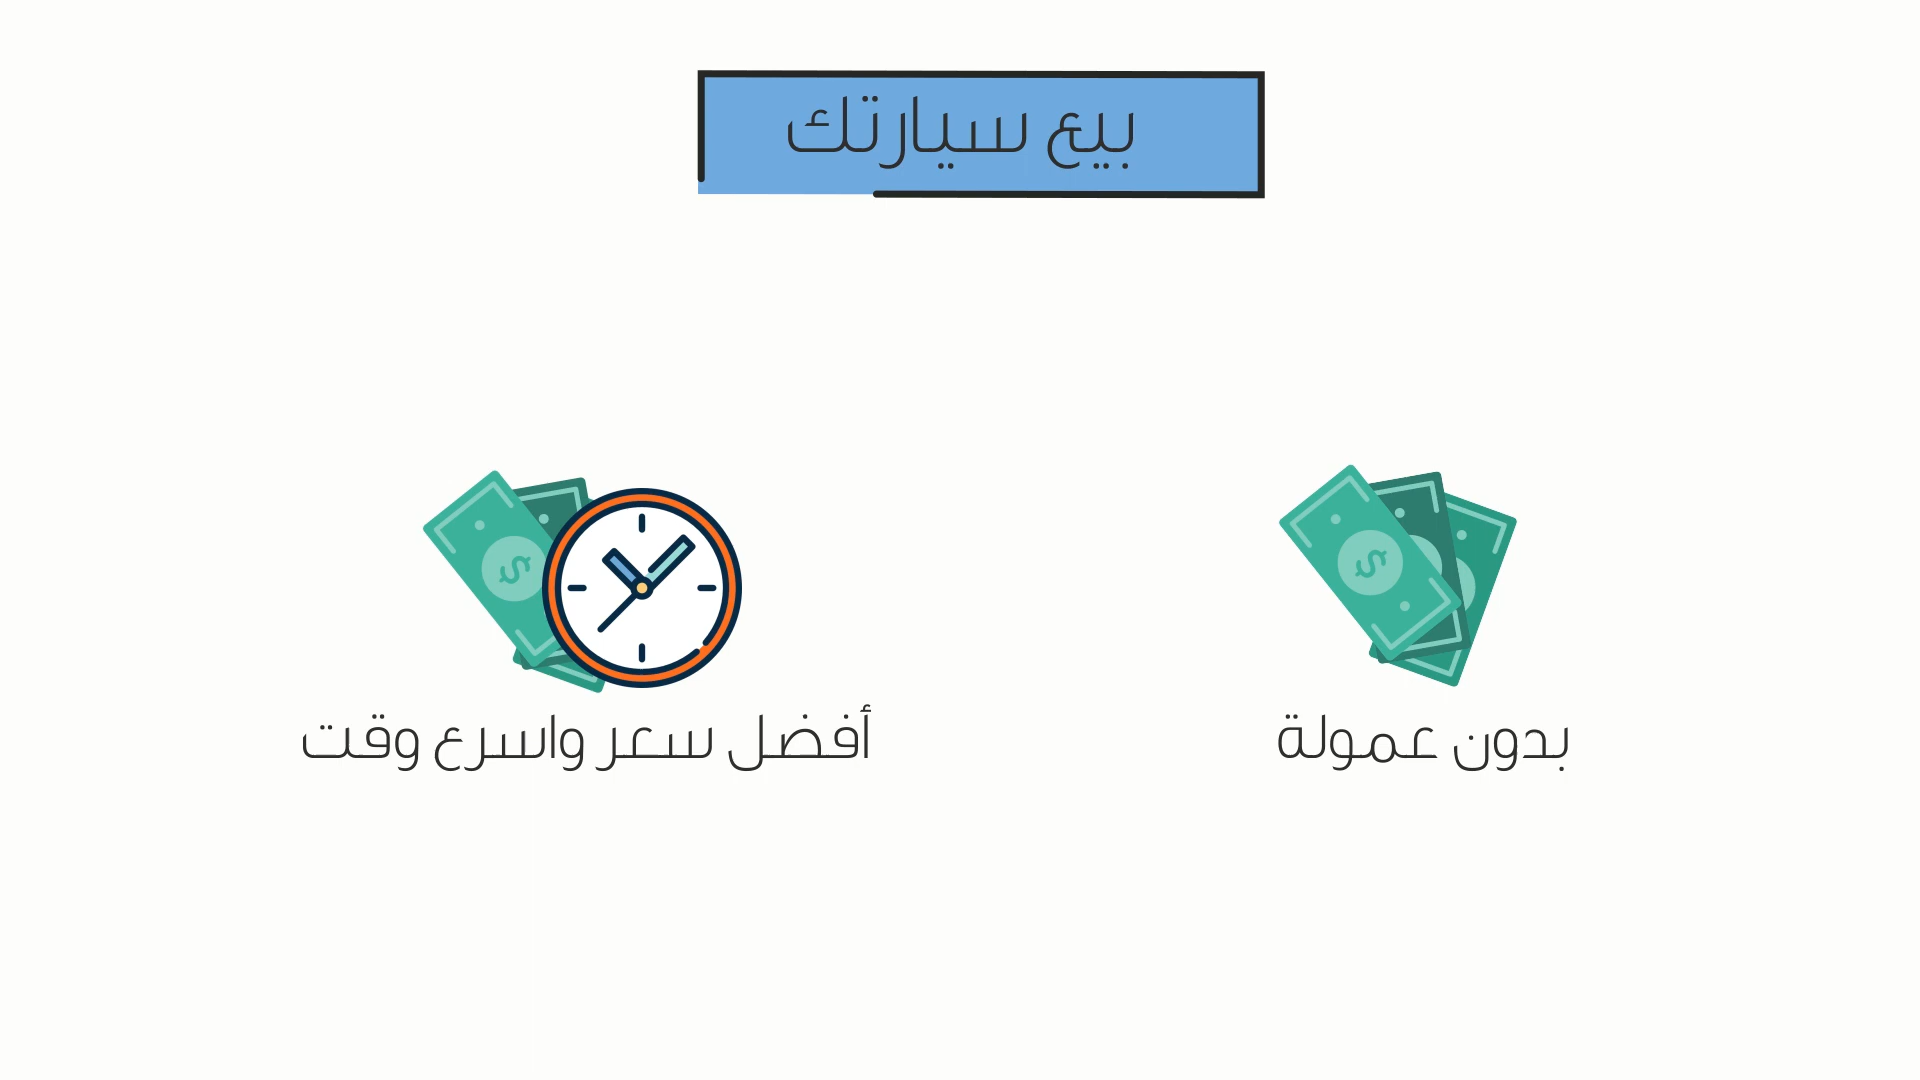 بيع سيارتك
بدون عمولة
أفضل سعر واسرع وقت